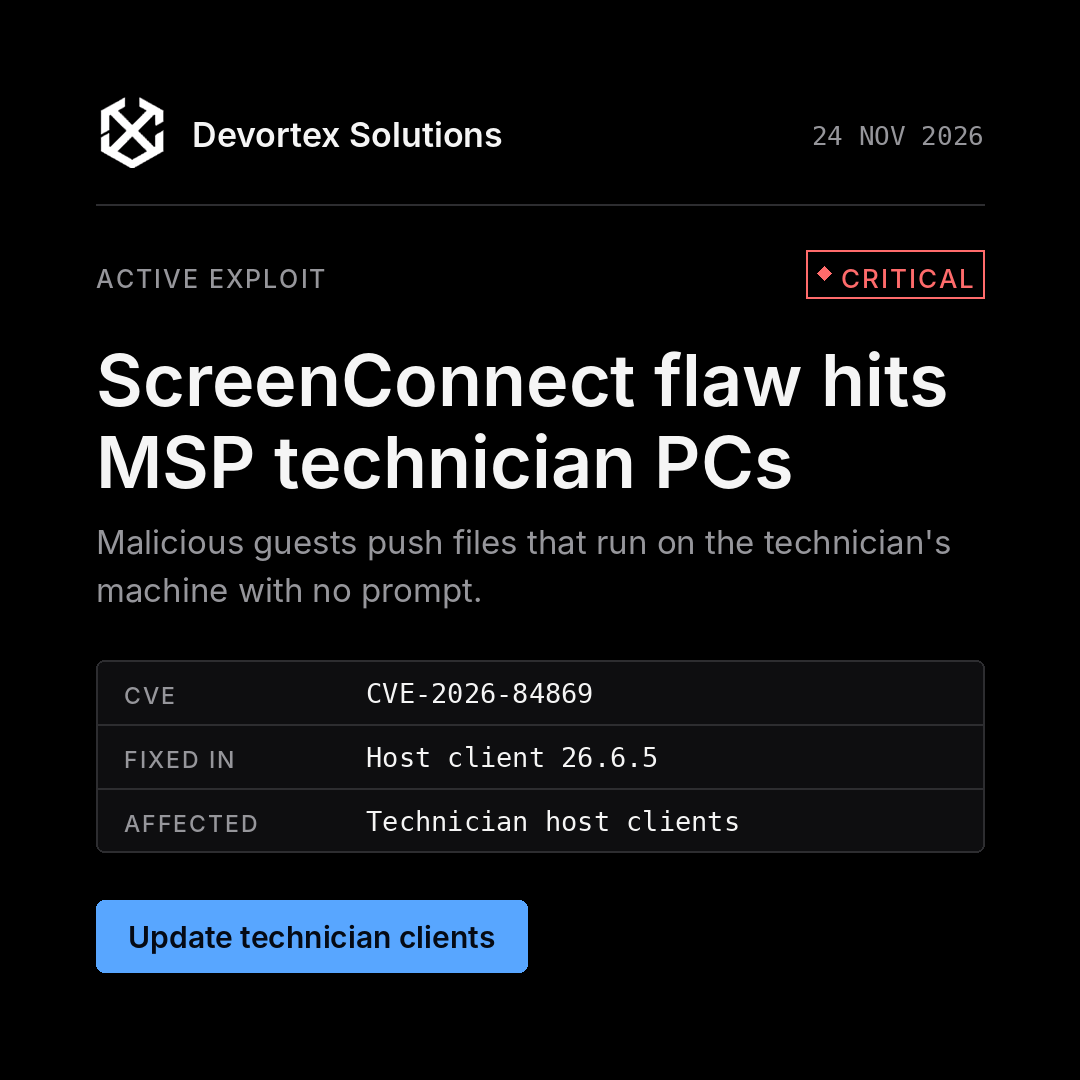 Devortex Solutions
24 NOV 2026
ACTIVE EXPLOIT
CRITICAL
ScreenConnect flaw hits
MSP technician PCs
Malicious guests push files that run on the technician's
machine with no prompt.
CVE
CVE-2026-84869
FIXED IN
Host client 26.6.5
AFFECTED
Technician host clients
Update technician clients